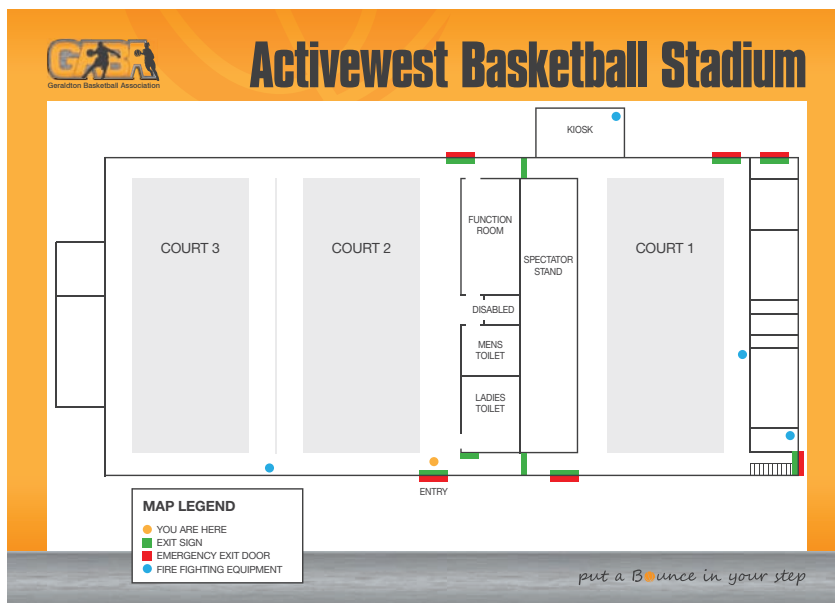 GABA
Geraldton Basketball Association
Activewest Basketball Stadium
KIOSK
FUNCTION
ROOM
COURT 3
COURT 2
COURT 1
SPECTATOR
STAND
DISABLED
MENS
TOILET
LADIES
TOILET
ENTRY
MAP LEGEND
YOU ARE HERE
EXIT SIGN
EMERGENCY EXIT DOOR
FIRE FIGHTING EQUIPMENT
put a Bounce in your step